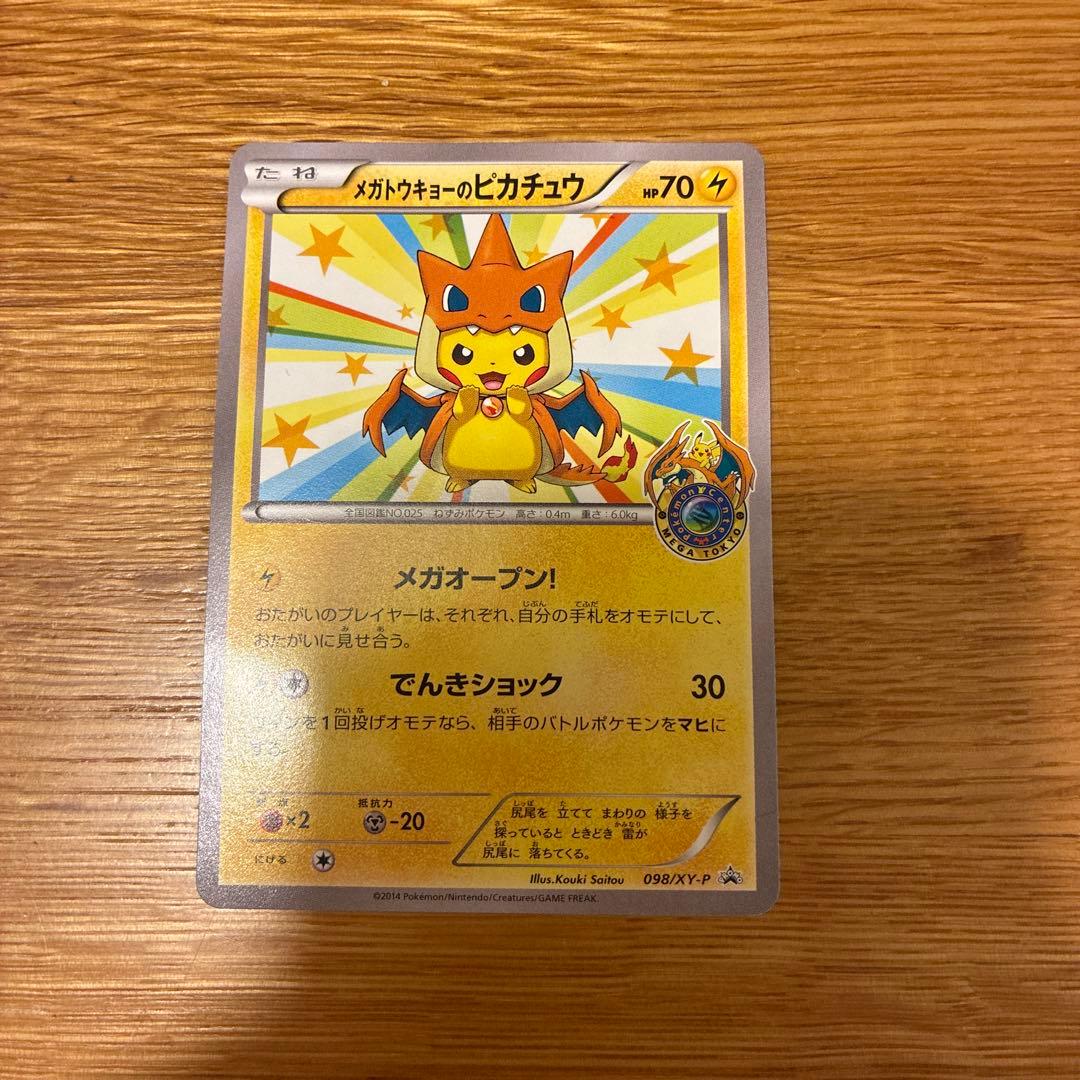 たね
メガトウキョーのピカチュウ
HP70
全国図鑑NO.025 ねずみポケモン 高さ:0.4m 重さ:6.0kg
Pokémon Center
MEGA TOKYO
メガオープン!
おたがいのプレイヤーは、それぞれ、自分の手札をオモテにして、
おたがいに見せ合う。
でんきショック 30
を1回投げオモテなら、相手のバトルポケモンをマヒに
する。
抵抗力
×2
-20
尻尾を 立てて まわりの 様子を
探っていると ときどき 雷が
尻尾に 落ちてくる。
にげる
Illus.Kouki Saitou
098/XY-P
©2014 Pokémon/Nintendo/Creatures/GAME FREAK.